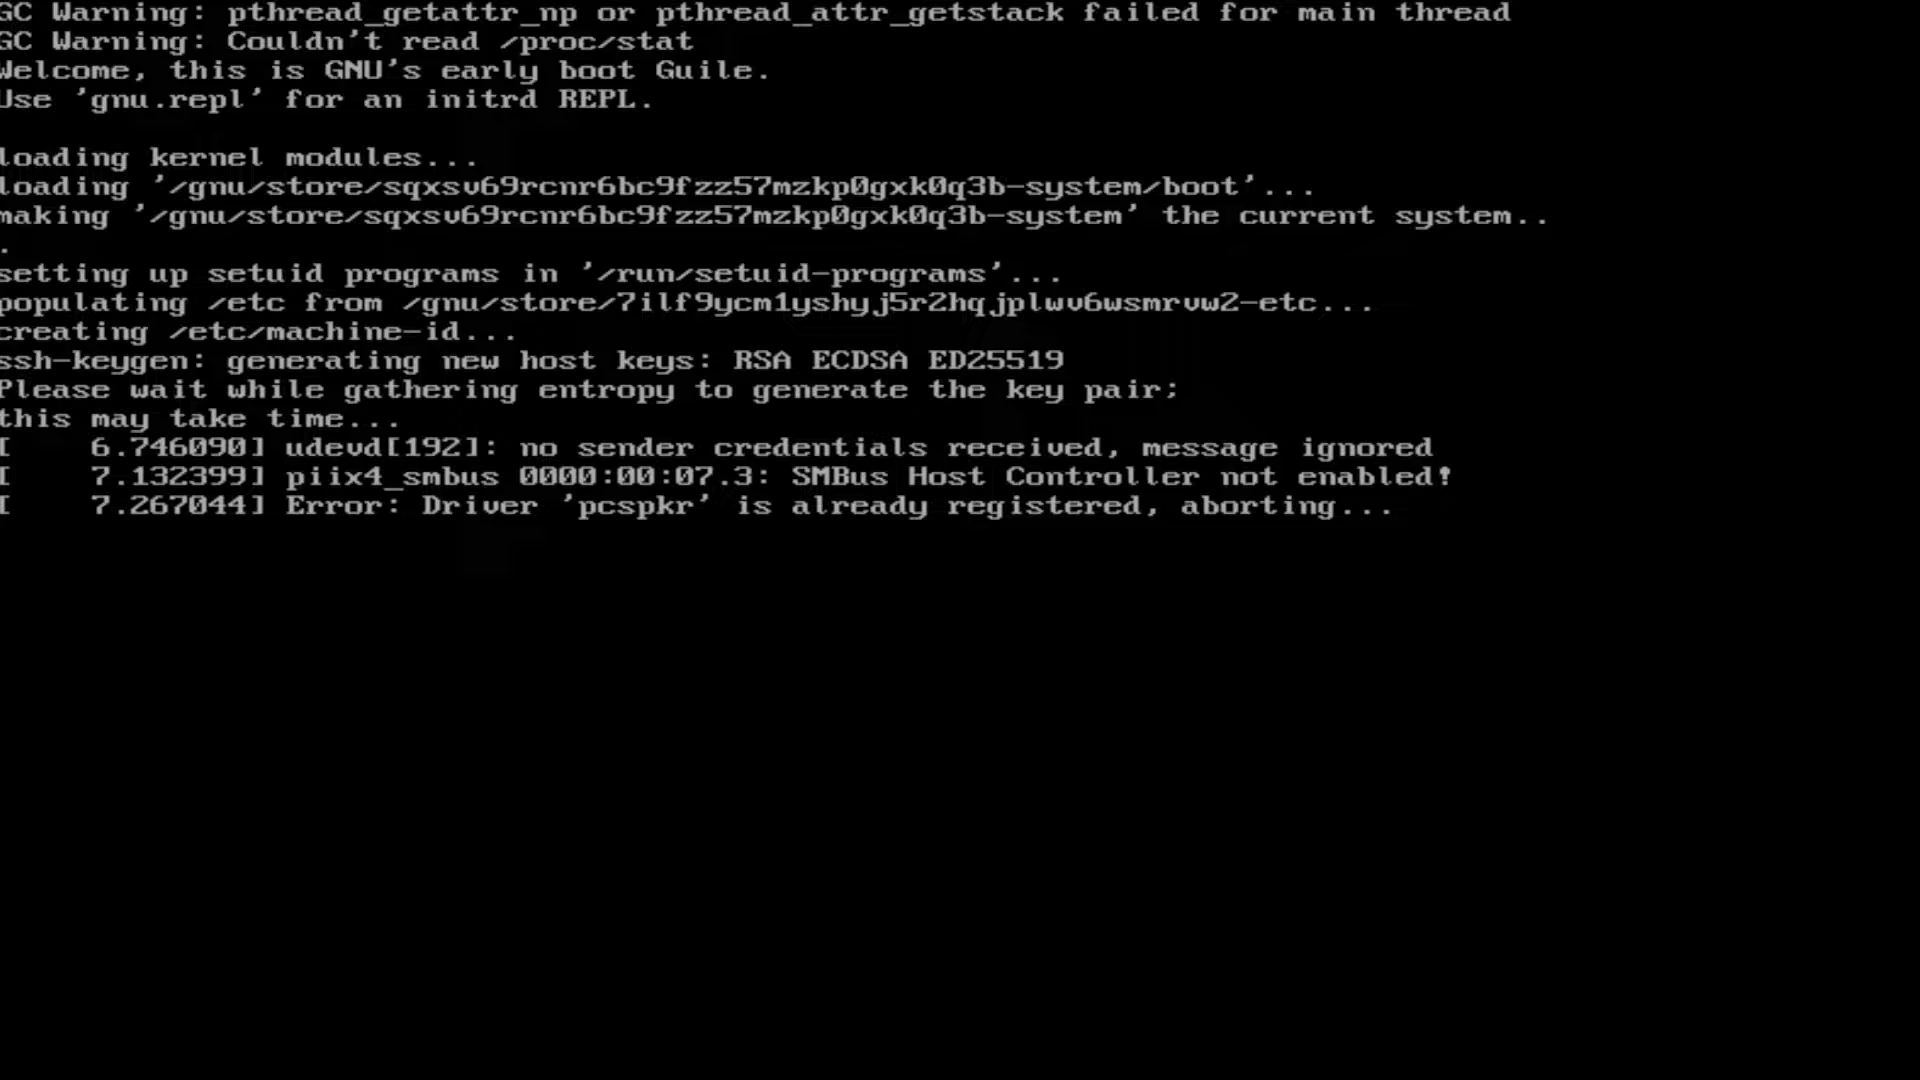 GC Warning: pthread_getattr_np or pthread_attr_getstack failed for main thread
GC Warning: Couldn't read /proc/stat
Welcome, this is GNU's early boot Guile.
Use 'gnu.repl' for an initrd REPL.

loading kernel modules...
loading '/gnu/store/sqxsv69rcnr6bc9fzz57mzkp0gxk0q3b-system/boot'...
making '/gnu/store/sqxsv69rcnr6bc9fzz57mzkp0gxk0q3b-system' the current system..
.
setting up setuid programs in '/run/setuid-programs'...
populating /etc from /gnu/store/7ilf9ycm1yshyj5r2hqjplwv6wsmrvw2-etc...
creating /etc/machine-id...
ssh-keygen: generating new host keys: RSA ECDSA ED25519
Please wait while gathering entropy to generate the key pair;
this may take time...
[    6.746090] udevd[192]: no sender credentials received, message ignored
[    7.132399] piix4_smbus 0000:00:07.3: SMBus Host Controller not enabled!
[    7.267044] Error: Driver 'pcspkr' is already registered, aborting...